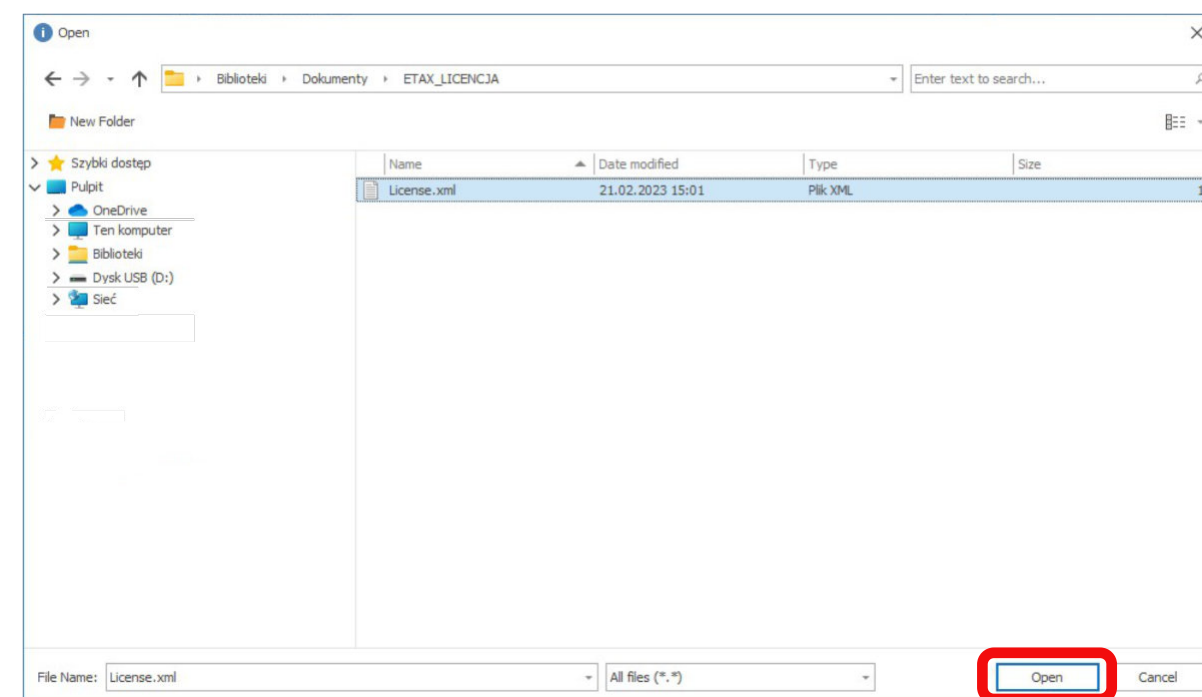 Open
Biblioteki Dokumenty ETAX_LICENCJA Enter text to search...
New Folder
Szybki dostęp
Pulpit
OneDrive
Ten komputer
Biblioteki
Dysk USB (D:)
Sieć
Name Date modified Type Size
License.xml 21.02.2023 15:01 Plik XML 1
File Name: License.xml All files (*.*) Open Cancel